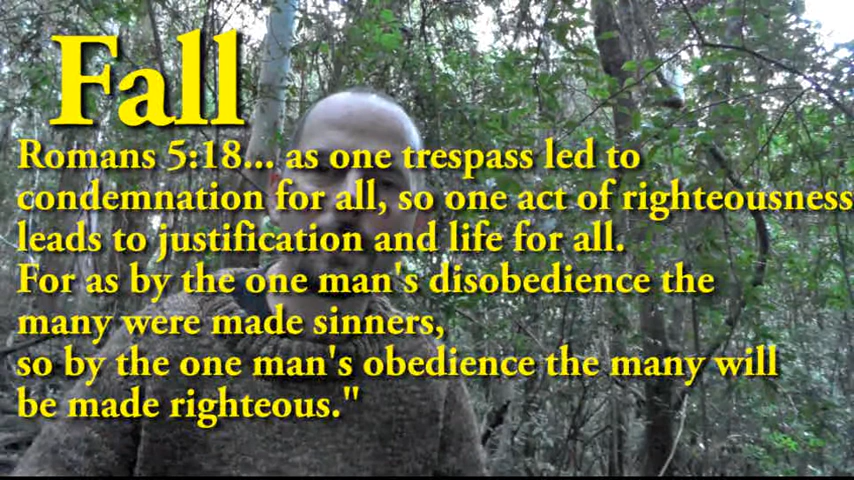 Fall
Romans 5:18... as one trespass led to
condemnation for all, so one act of righteousness
leads to justification and life for all.
For as by the one man's disobedience the
many were made sinners,
so by the one man's obedience the many will
be made righteous."